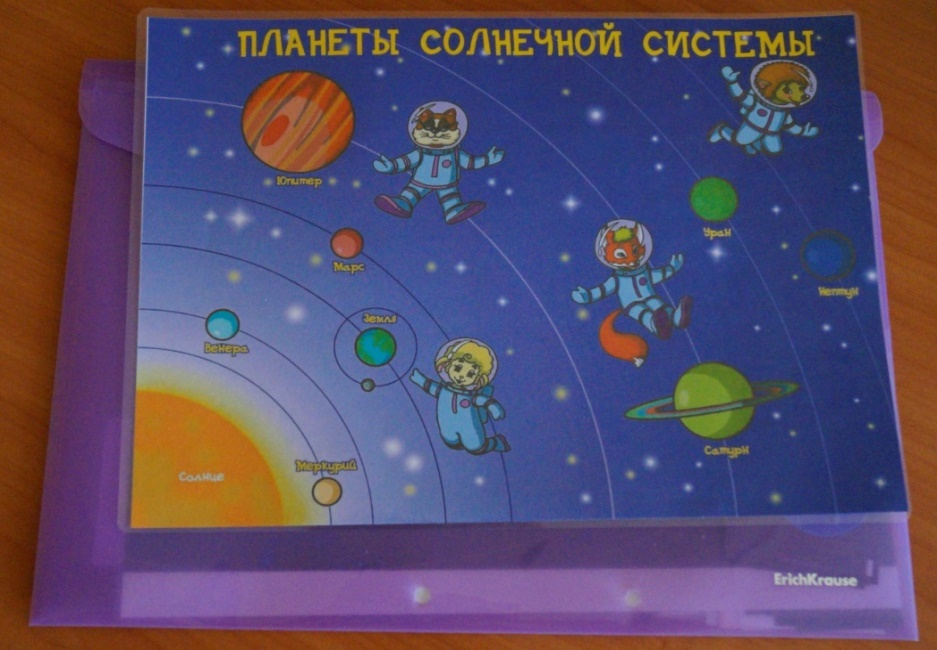 ПЛАНЕТЫ СОЛНЕЧНОЙ СИСТЕМЫ
Юпитер
Уран
Марс
Нептун
Земля
Венера
Сатурн
Меркурий
Солнце
ErichKrause